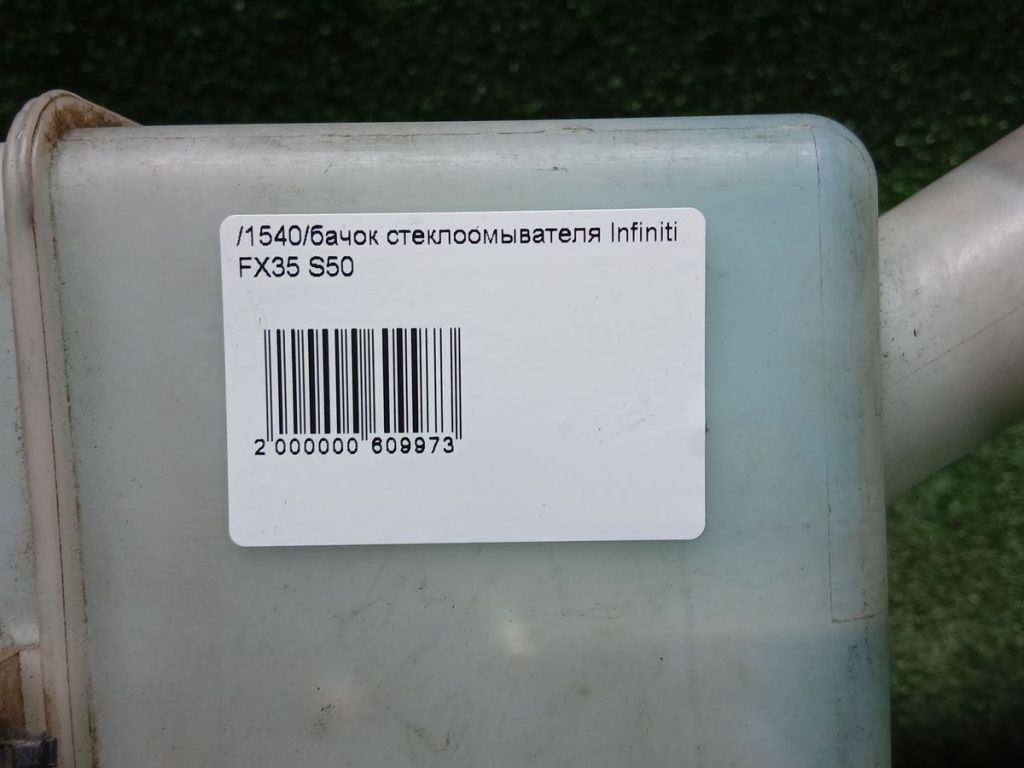 /1540/бачок стеклоомывателя Infiniti
FX35 S50
2 000000 609973